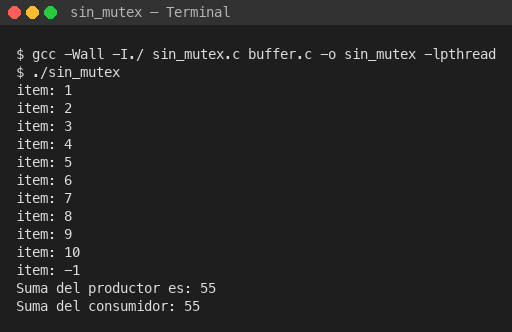 sin_mutex — Terminal
$ gcc -Wall -I./ sin_mutex.c buffer.c -o sin_mutex -lpthread
$ ./sin_mutex
item: 1
item: 2
item: 3
item: 4
item: 5
item: 6
item: 7
item: 8
item: 9
item: 10
item: -1
Suma del productor es: 55
Suma del consumidor: 55